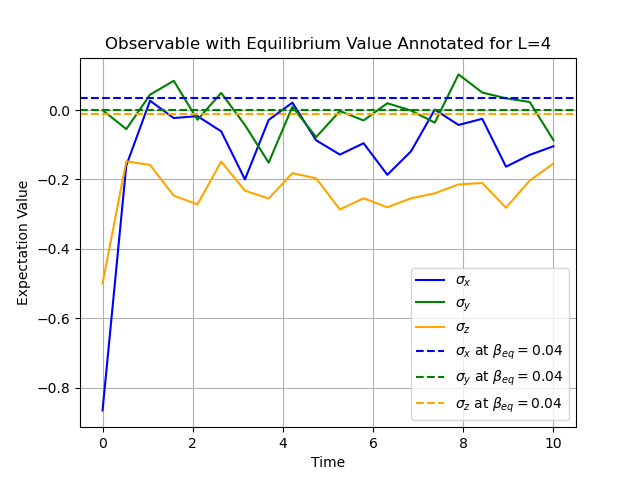 Observable with Equilibrium Value Annotated for L=4
Expectation Value
0.0
−0.2
−0.4
−0.6
−0.8
0
2
4
6
8
10
Time
σx
σy
σz
σx at βeq = 0.04
σy at βeq = 0.04
σz at βeq = 0.04